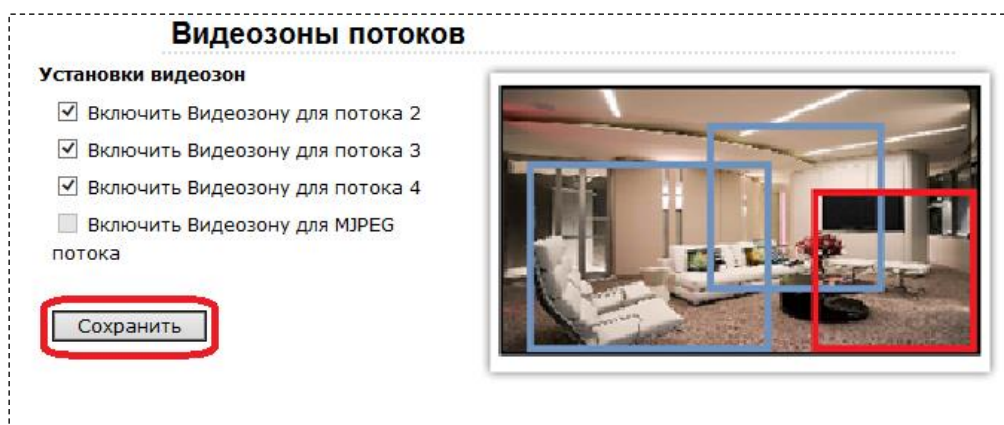 Видеозоны потоков
Установки видеозон
Включить Видеозону для потока 2
Включить Видеозону для потока 3
Включить Видеозону для потока 4
Включить Видеозону для MJPEG
потока
Сохранить